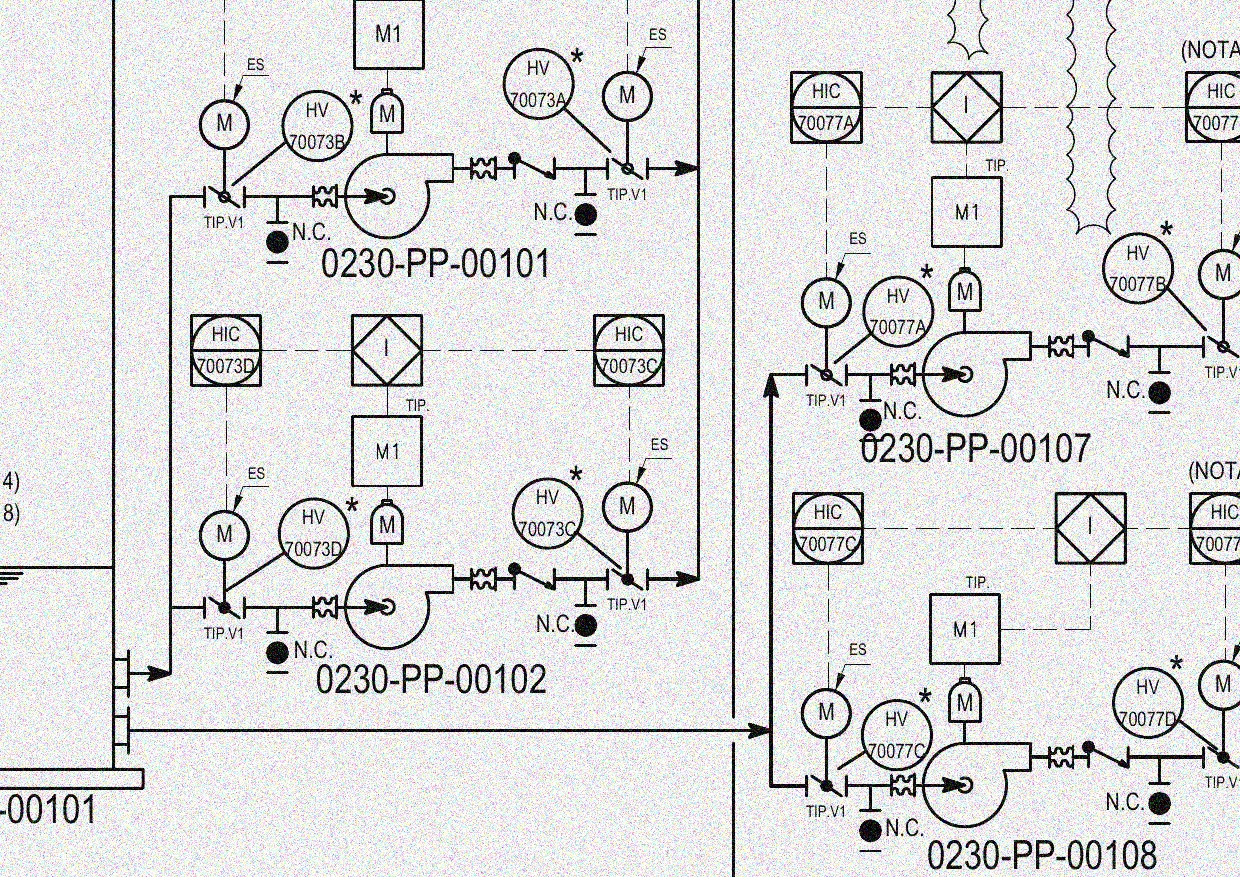 M1
ES
HV
70073A
*
M
ES
HV
70073B
*
M
M
TIP.V1
TIP.V1
N.C.
N.C.
0230-PP-00101
HIC
70073D
I
HIC
70073C
TIP.
M1
ES
ES
HV
70073C
*
M
HV
70073D
*
M
M
TIP.V1
TIP.V1
N.C.
N.C.
0230-PP-00102
4)
8)
-00101
(NOTA
HIC
70077A
I
HIC
70077
TIP.
M1
ES
HV
70077B
*
M
HV
70077A
*
M
M
TIP.V1
TIP.V1
N.C.
N.C.
0230-PP-00107
(NOTA
HIC
70077C
I
HIC
70077
TIP.
M1
ES
HV
70077D
*
M
HV
70077C
*
M
M
TIP.V1
TIP.V1
N.C.
N.C.
0230-PP-00108